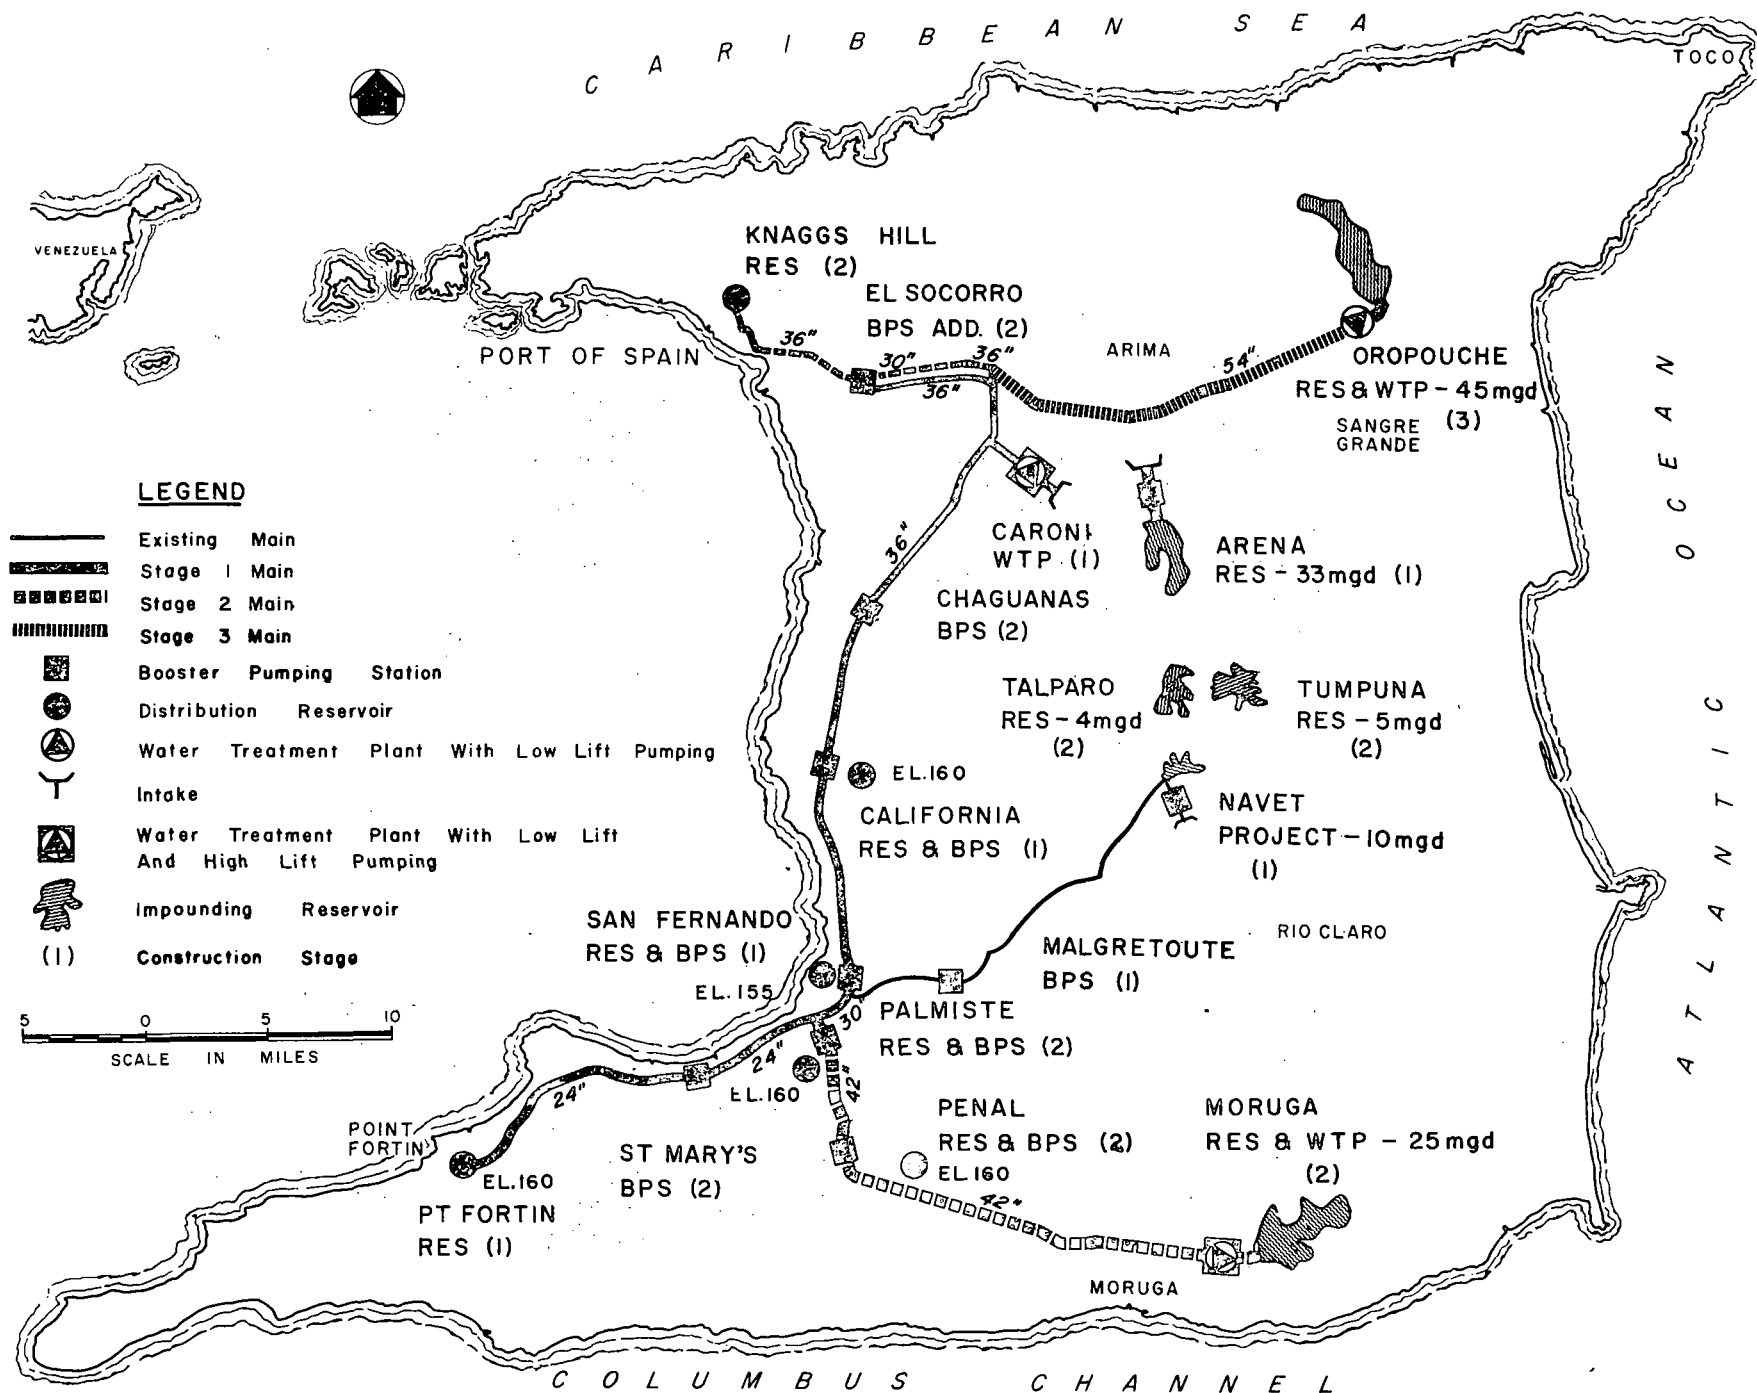 CARIBBEAN SEA
TOCO
VENEZUELA
KNAGGS HILL
RES (2)
EL SOCORRO
BPS ADD. (2)
PORT OF SPAIN
36"
30"
36"
36"
ARIMA
54"
OROPOUCHE
RES & WTP - 45mgd
(3)
SANGRE
GRANDE
ATLANTIC OCEAN
LEGEND
Existing Main
Stage 1 Main
Stage 2 Main
Stage 3 Main
Booster Pumping Station
Distribution Reservoir
Water Treatment Plant With Low Lift Pumping
Intake
Water Treatment Plant With Low Lift
And High Lift Pumping
Impounding Reservoir
(1) Construction Stage
5 0 5 10
SCALE IN MILES
CARONI
WTP (1)
36"
ARENA
RES - 33mgd (1)
CHAGUANAS
BPS (2)
TALPARO
RES - 4mgd
(2)
TUMPUNA
RES - 5mgd
(2)
EL.160
CALIFORNIA
RES & BPS (1)
NAVET
PROJECT - 10mgd
(1)
SAN FERNANDO
RES & BPS (1)
EL. 155
RIO CLARO
MALGRETOUTE
BPS (1)
PALMISTE
RES & BPS (2)
30"
24"
24"
EL.160
42"
POINT
FORTIN
EL.160
PT FORTIN
RES (1)
ST MARY'S
BPS (2)
PENAL
RES & BPS (2)
EL 160
42"
MORUGA
RES & WTP - 25mgd
(2)
MORUGA
COLUMBUS CHANNEL